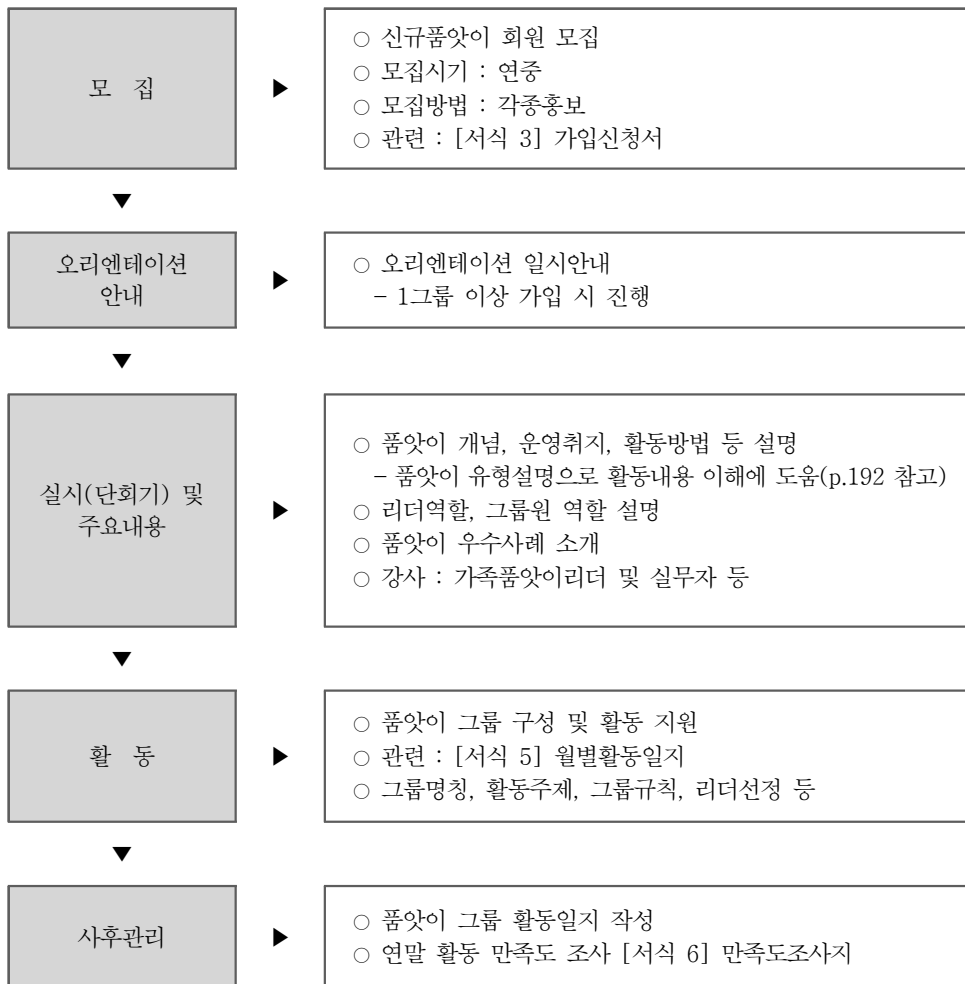 모 집
▶
○ 신규품앗이 회원 모집
○ 모집시기 : 연중
○ 모집방법 : 각종홍보
○ 관련 : [서식 3] 가입신청서
▼
오리엔테이션
안내
▶
○ 오리엔테이션 일시안내
- 1그룹 이상 가입 시 진행
▼
실시(단회기) 및
주요내용
▶
○ 품앗이 개념, 운영취지, 활동방법 등 설명
- 품앗이 유형설명으로 활동내용 이해에 도움(p.192 참고)
○ 리더역할, 그룹원 역할 설명
○ 품앗이 우수사례 소개
○ 강사 : 가족품앗이리더 및 실무자 등
▼
활 동
▶
○ 품앗이 그룹 구성 및 활동 지원
○ 관련 : [서식 5] 월별활동일지
○ 그룹명칭, 활동주제, 그룹규칙, 리더선정 등
▼
사후관리
▶
○ 품앗이 그룹 활동일지 작성
○ 연말 활동 만족도 조사 [서식 6] 만족도조사지